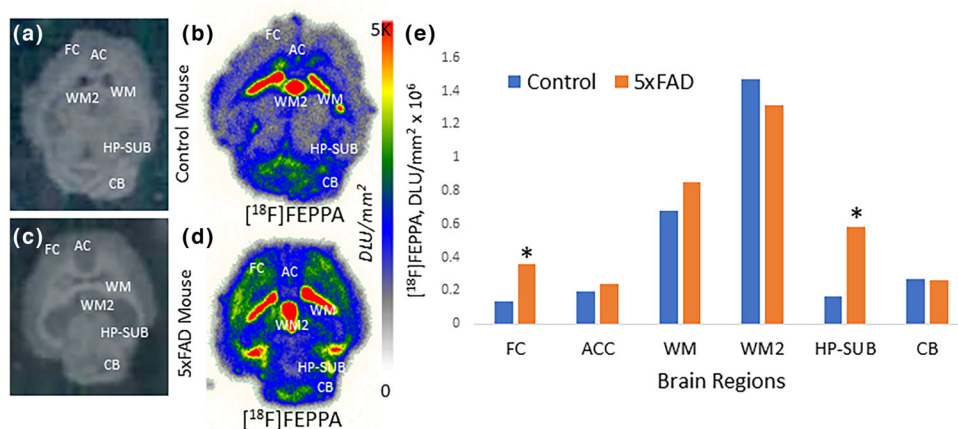 (a)
FC
AC
WM2
WM
HP-SUB
CB
Control Mouse
(b)
FC
AC
WM2
WM
HP-SUB
CB
[¹⁸F]FEPPA
(c)
FC
AC
WM
WM2
HP-SUB
CB
5xFAD Mouse
(d)
FC
AC
WM
WM2
HP-SUB
CB
[¹⁸F]FEPPA
5K
DLU/mm²
0
(e)
[¹⁸F]FEPPA, DLU/mm² x 10⁶
1.6
1.4
1.2
1
0.8
0.6
0.4
0.2
0
Control
5xFAD
*
*
FC
ACC
WM
WM2
HP-SUB
CB
Brain Regions